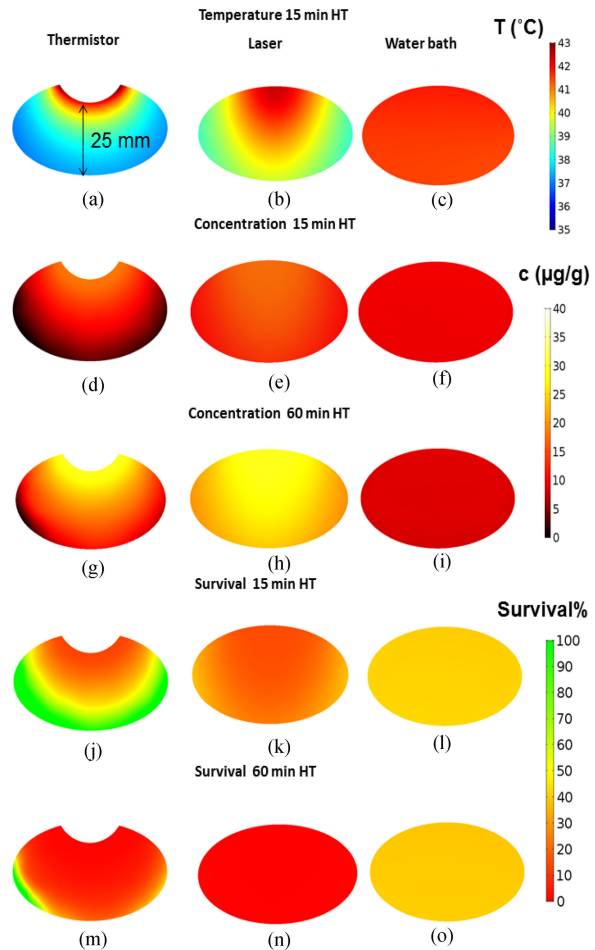 Temperature 15 min HT
Thermistor Laser Water bath T (˚C)
43
42
41
40
39
38
37
36
35
25 mm
(a) (b) (c)
Concentration 15 min HT
c (µg/g)
40
35
30
25
20
15
10
5
0
(d) (e) (f)
Concentration 60 min HT
(g) (h) (i)
Survival 15 min HT
Survival%
100
90
80
70
60
50
40
30
20
10
0
(j) (k) (l)
Survival 60 min HT
(m) (n) (o)